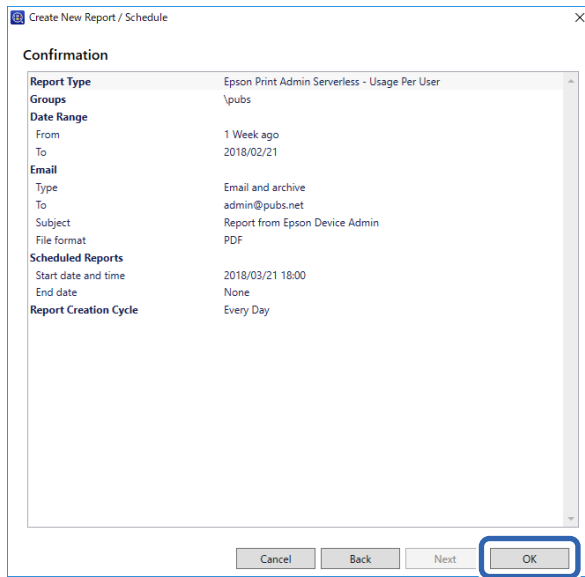 Create New Report / Schedule
Confirmation
Report Type Epson Print Admin Serverless - Usage Per User
Groups \pubs
Date Range
From 1 Week ago
To 2018/02/21
Email
Type Email and archive
To admin@pubs.net
Subject Report from Epson Device Admin
File format PDF
Scheduled Reports
Start date and time 2018/03/21 18:00
End date None
Report Creation Cycle Every Day
Cancel Back Next OK